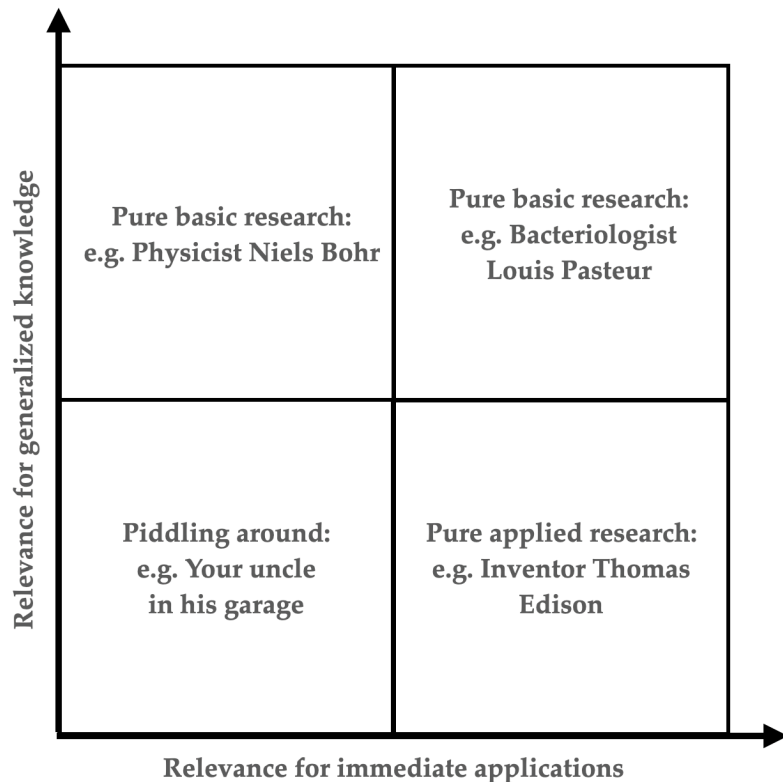 Relevance for generalized knowledge
Pure basic research:
e.g. Physicist Niels Bohr
Pure basic research:
e.g. Bacteriologist
Louis Pasteur
Piddling around:
e.g. Your uncle
in his garage
Pure applied research:
e.g. Inventor Thomas
Edison
Relevance for immediate applications